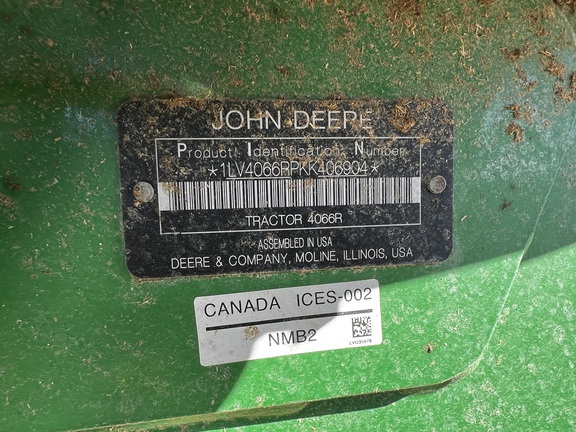 JOHN DEERE
Product Identification Number
*1LV4066RPKK406904*
TRACTOR 4066R
ASSEMBLED IN USA
DEERE & COMPANY, MOLINE, ILLINOIS, USA
CANADA ICES-002
NMB2